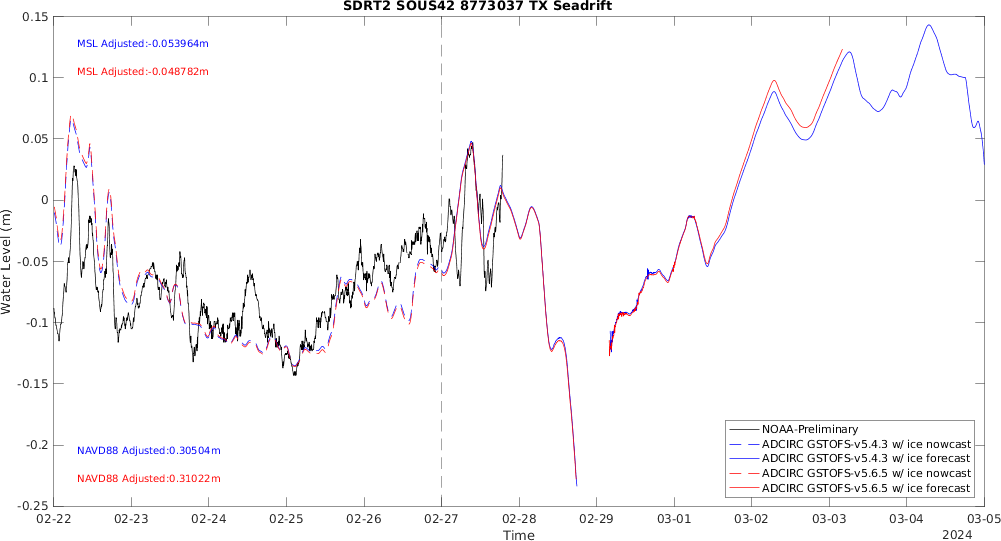 SDRT2 SOUS42 8773037 TX Seadrift
0.15
0.1
0.05
0
-0.05
-0.1
-0.15
-0.2
-0.25
Water Level (m)
MSL Adjusted:-0.053964m
MSL Adjusted:-0.048782m
NAVD88 Adjusted:0.30504m
NAVD88 Adjusted:0.31022m
NOAA-Preliminary
ADCIRC GSTOFS-v5.4.3 w/ ice nowcast
ADCIRC GSTOFS-v5.4.3 w/ ice forecast
ADCIRC GSTOFS-v5.6.5 w/ ice nowcast
ADCIRC GSTOFS-v5.6.5 w/ ice forecast
02-22 02-23 02-24 02-25 02-26 02-27 02-28 02-29 03-01 03-02 03-03 03-04 03-05
Time
2024